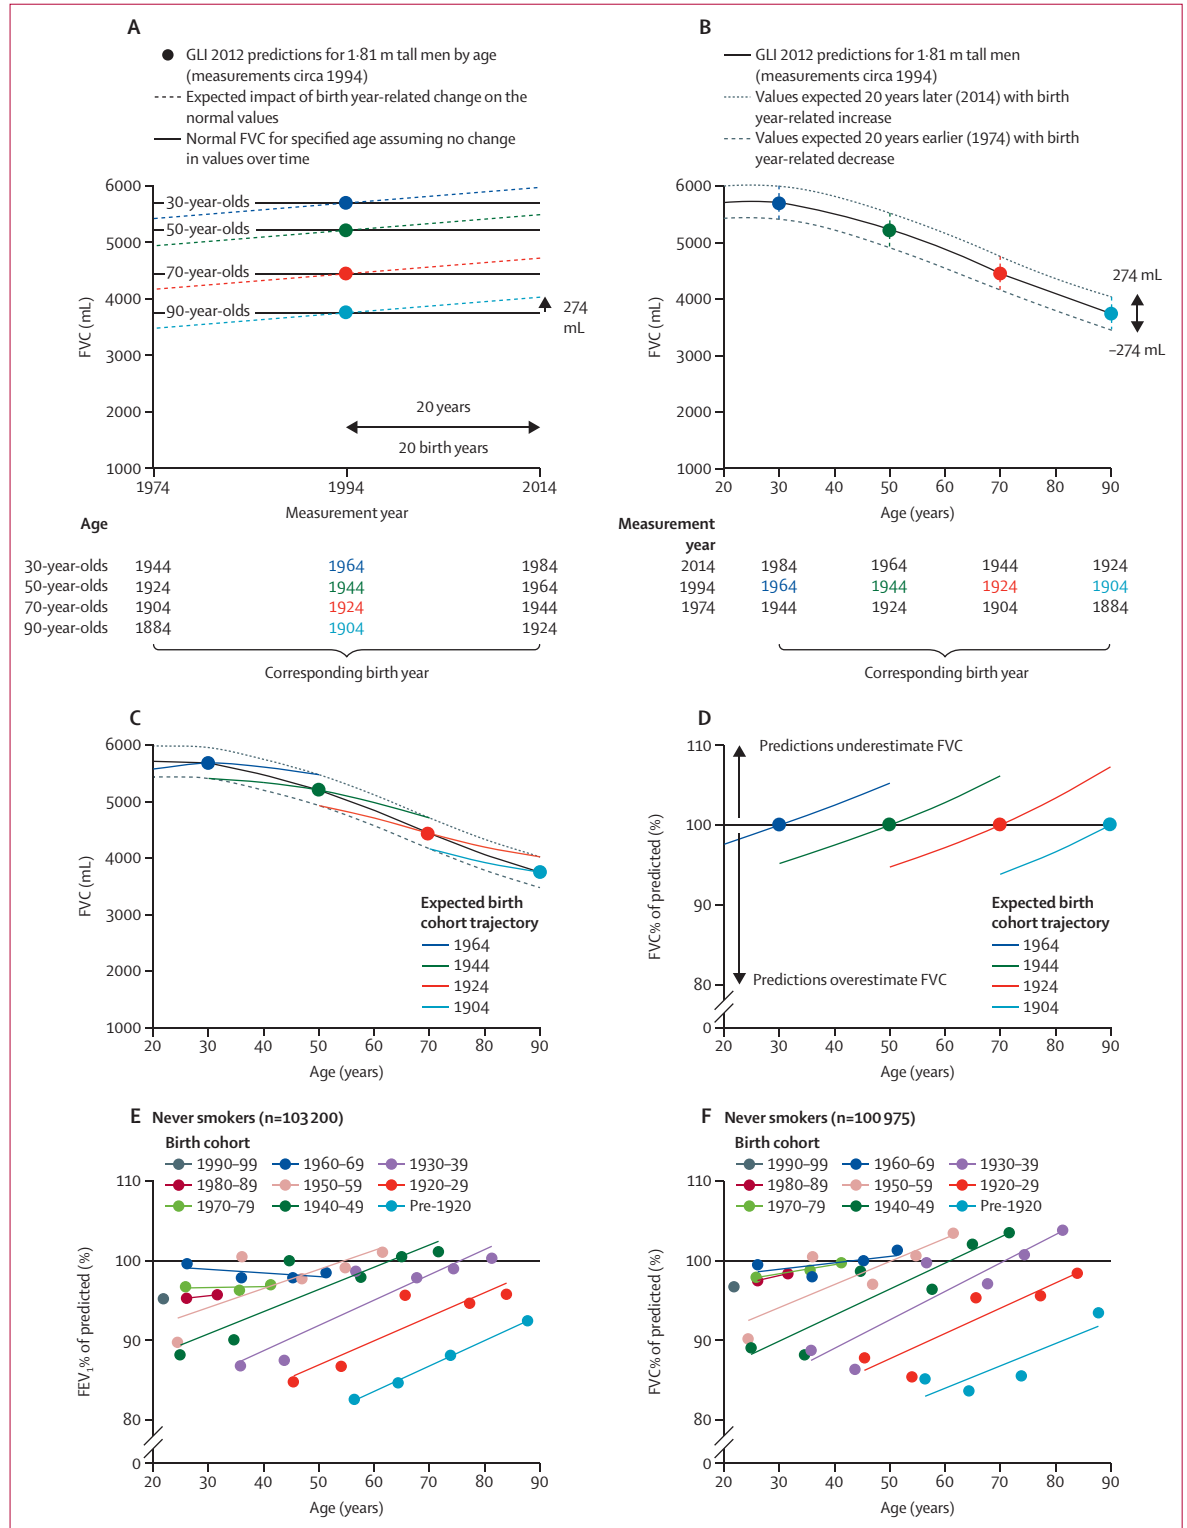 A
GLI 2012 predictions for 1·81 m tall men by age
(measurements circa 1994)
Expected impact of birth year-related change on the
normal values
Normal FVC for specified age assuming no change
in values over time
6000
5000
4000
3000
2000
1000
FVC (mL)
30-year-olds
50-year-olds
70-year-olds
90-year-olds
274
mL
20 years
20 birth years
1974
1994
2014
Measurement year
Age
30-year-olds 1944 1964 1984
50-year-olds 1924 1944 1964
70-year-olds 1904 1924 1944
90-year-olds 1884 1904 1924
Corresponding birth year
B
GLI 2012 predictions for 1·81 m tall men
(measurements circa 1994)
Values expected 20 years later (2014) with birth
year-related increase
Values expected 20 years earlier (1974) with birth
year-related decrease
6000
5000
4000
3000
2000
1000
FVC (mL)
274 mL
–274 mL
20 30 40 50 60 70 80 90
Age (years)
Measurement
year
2014 1984 1964 1944 1924
1994 1964 1944 1924 1904
1974 1944 1924 1904 1884
Corresponding birth year
C
6000
5000
4000
3000
2000
1000
FVC (mL)
Expected birth
cohort trajectory
1964
1944
1924
1904
20 30 40 50 60 70 80 90
Age (years)
D
110
100
90
80
0
FVC% of predicted (%)
Predictions underestimate FVC
Predictions overestimate FVC
Expected birth
cohort trajectory
1964
1944
1924
1904
20 30 40 50 60 70 80 90
Age (years)
E Never smokers (n=103 200)
Birth cohort
1990–99 1960–69 1930–39
1980–89 1950–59 1920–29
1970–79 1940–49 Pre-1920
110
100
90
80
0
FEV1% of predicted (%)
20 30 40 50 60 70 80 90
Age (years)
F Never smokers (n=100 975)
Birth cohort
1990–99 1960–69 1930–39
1980–89 1950–59 1920–29
1970–79 1940–49 Pre-1920
110
100
90
80
0
FVC% of predicted (%)
20 30 40 50 60 70 80 90
Age (years)